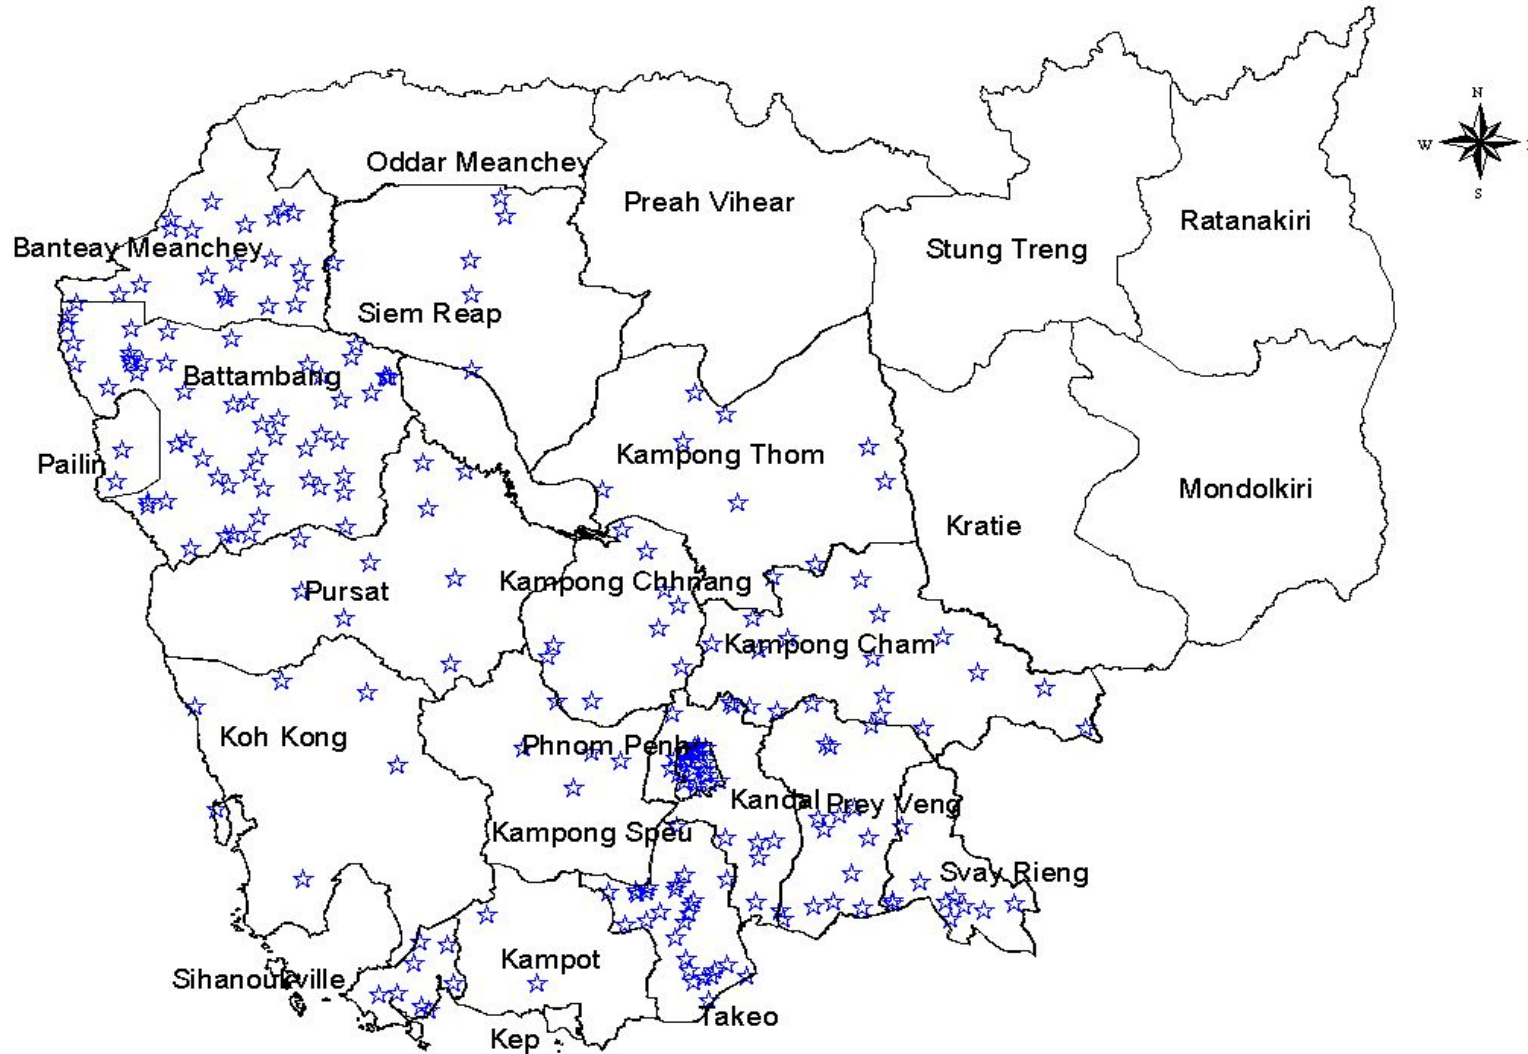 N
W
S
Oddar Meanchey
Preah Vihear
Ratanakiri
Banteay Meanchey
Stung Treng
Siem Reap
Battambang
Kampong Thom
Pailin
Mondolkiri
Kratie
Kampong Chhnang
Pursat
Kampong Cham
Koh Kong
Phnom Penh
Kandal
Prey Veng
Kampong Speu
Svay Rieng
Kampot
Sihanoukville
Takeo
Kep